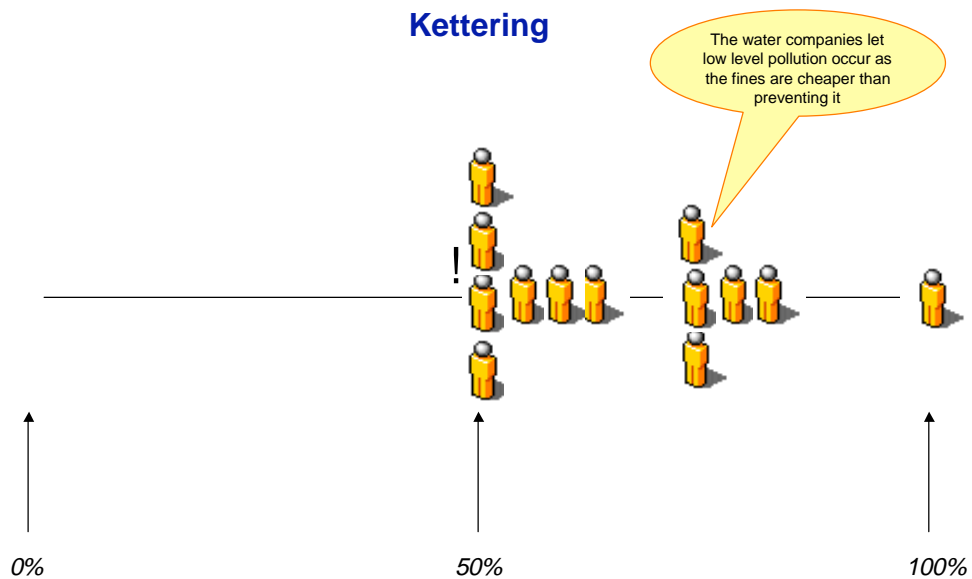 Kettering
The water companies let
low level pollution occur as
the fines are cheaper than
preventing it
!
0%
50%
100%